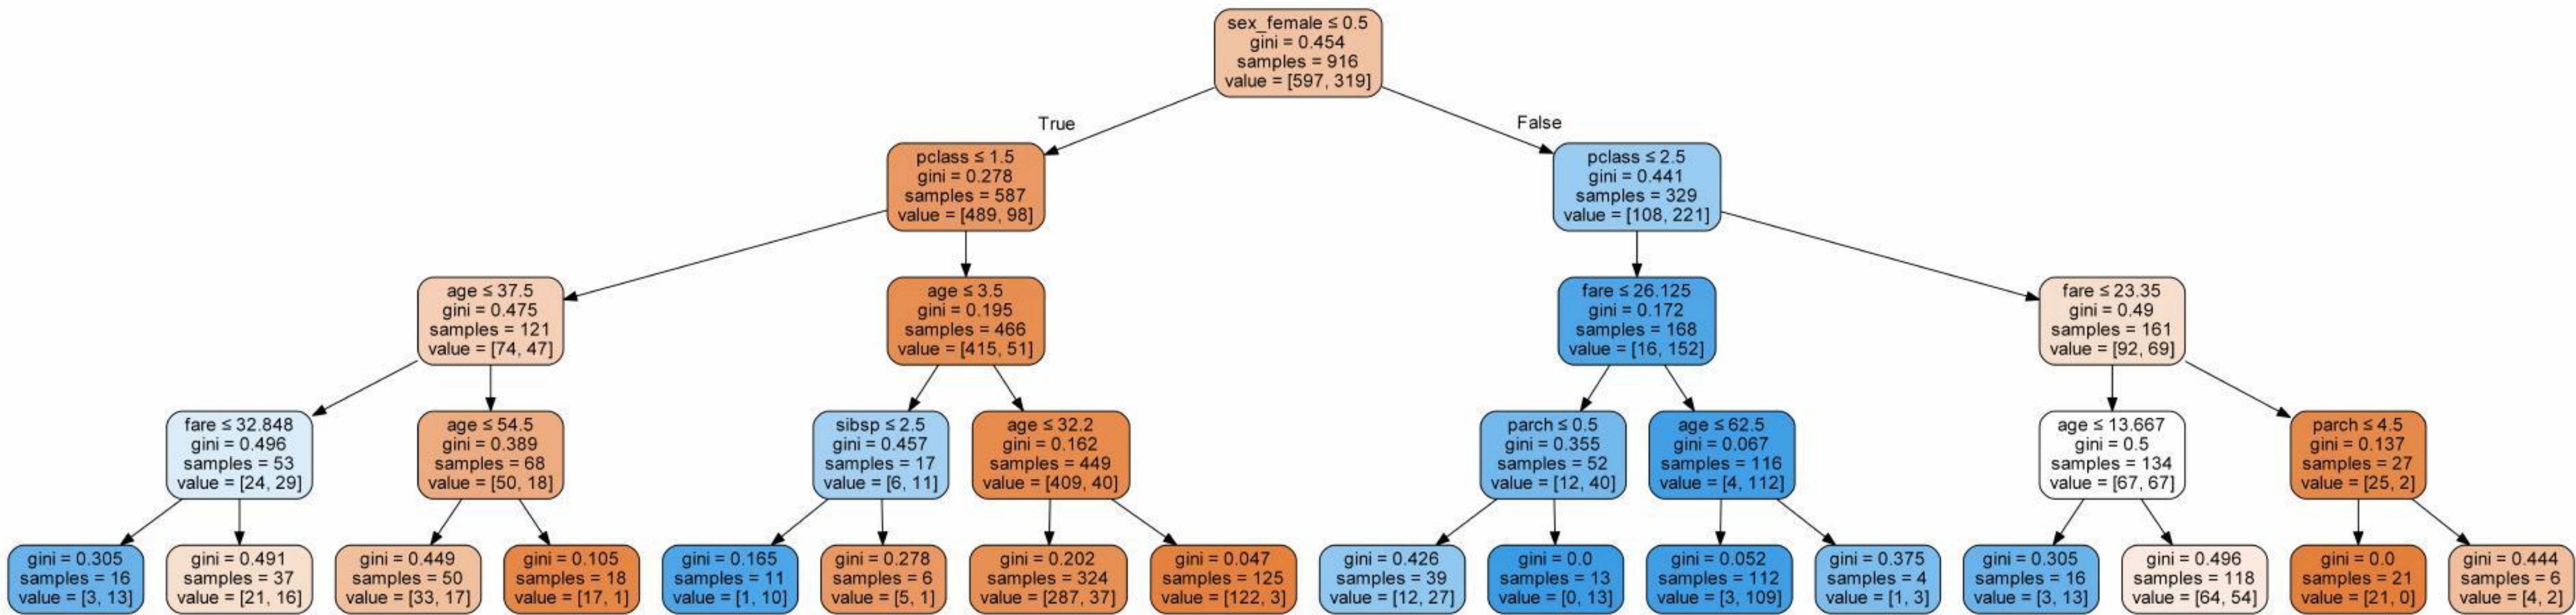 sex_female ≤ 0.5
gini = 0.454
samples = 916
value = [597, 319]
True
False
pclass ≤ 1.5
gini = 0.278
samples = 587
value = [489, 98]
pclass ≤ 2.5
gini = 0.441
samples = 329
value = [108, 221]
age ≤ 37.5
gini = 0.475
samples = 121
value = [74, 47]
age ≤ 3.5
gini = 0.195
samples = 466
value = [415, 51]
fare ≤ 26.125
gini = 0.172
samples = 168
value = [16, 152]
fare ≤ 23.35
gini = 0.49
samples = 161
value = [92, 69]
fare ≤ 32.848
gini = 0.496
samples = 53
value = [24, 29]
age ≤ 54.5
gini = 0.389
samples = 68
value = [50, 18]
sibsp ≤ 2.5
gini = 0.457
samples = 17
value = [6, 11]
age ≤ 32.2
gini = 0.162
samples = 449
value = [409, 40]
parch ≤ 0.5
gini = 0.355
samples = 52
value = [12, 40]
age ≤ 62.5
gini = 0.067
samples = 116
value = [4, 112]
age ≤ 13.667
gini = 0.5
samples = 134
value = [67, 67]
parch ≤ 4.5
gini = 0.137
samples = 27
value = [25, 2]
gini = 0.305
samples = 16
value = [3, 13]
gini = 0.491
samples = 37
value = [21, 16]
gini = 0.449
samples = 50
value = [33, 17]
gini = 0.105
samples = 18
value = [17, 1]
gini = 0.165
samples = 11
value = [1, 10]
gini = 0.278
samples = 6
value = [5, 1]
gini = 0.202
samples = 324
value = [287, 37]
gini = 0.047
samples = 125
value = [122, 3]
gini = 0.426
samples = 39
value = [12, 27]
gini = 0.0
samples = 13
value = [0, 13]
gini = 0.052
samples = 112
value = [3, 109]
gini = 0.375
samples = 4
value = [1, 3]
gini = 0.305
samples = 16
value = [3, 13]
gini = 0.496
samples = 118
value = [64, 54]
gini = 0.0
samples = 21
value = [21, 0]
gini = 0.444
samples = 6
value = [4, 2]